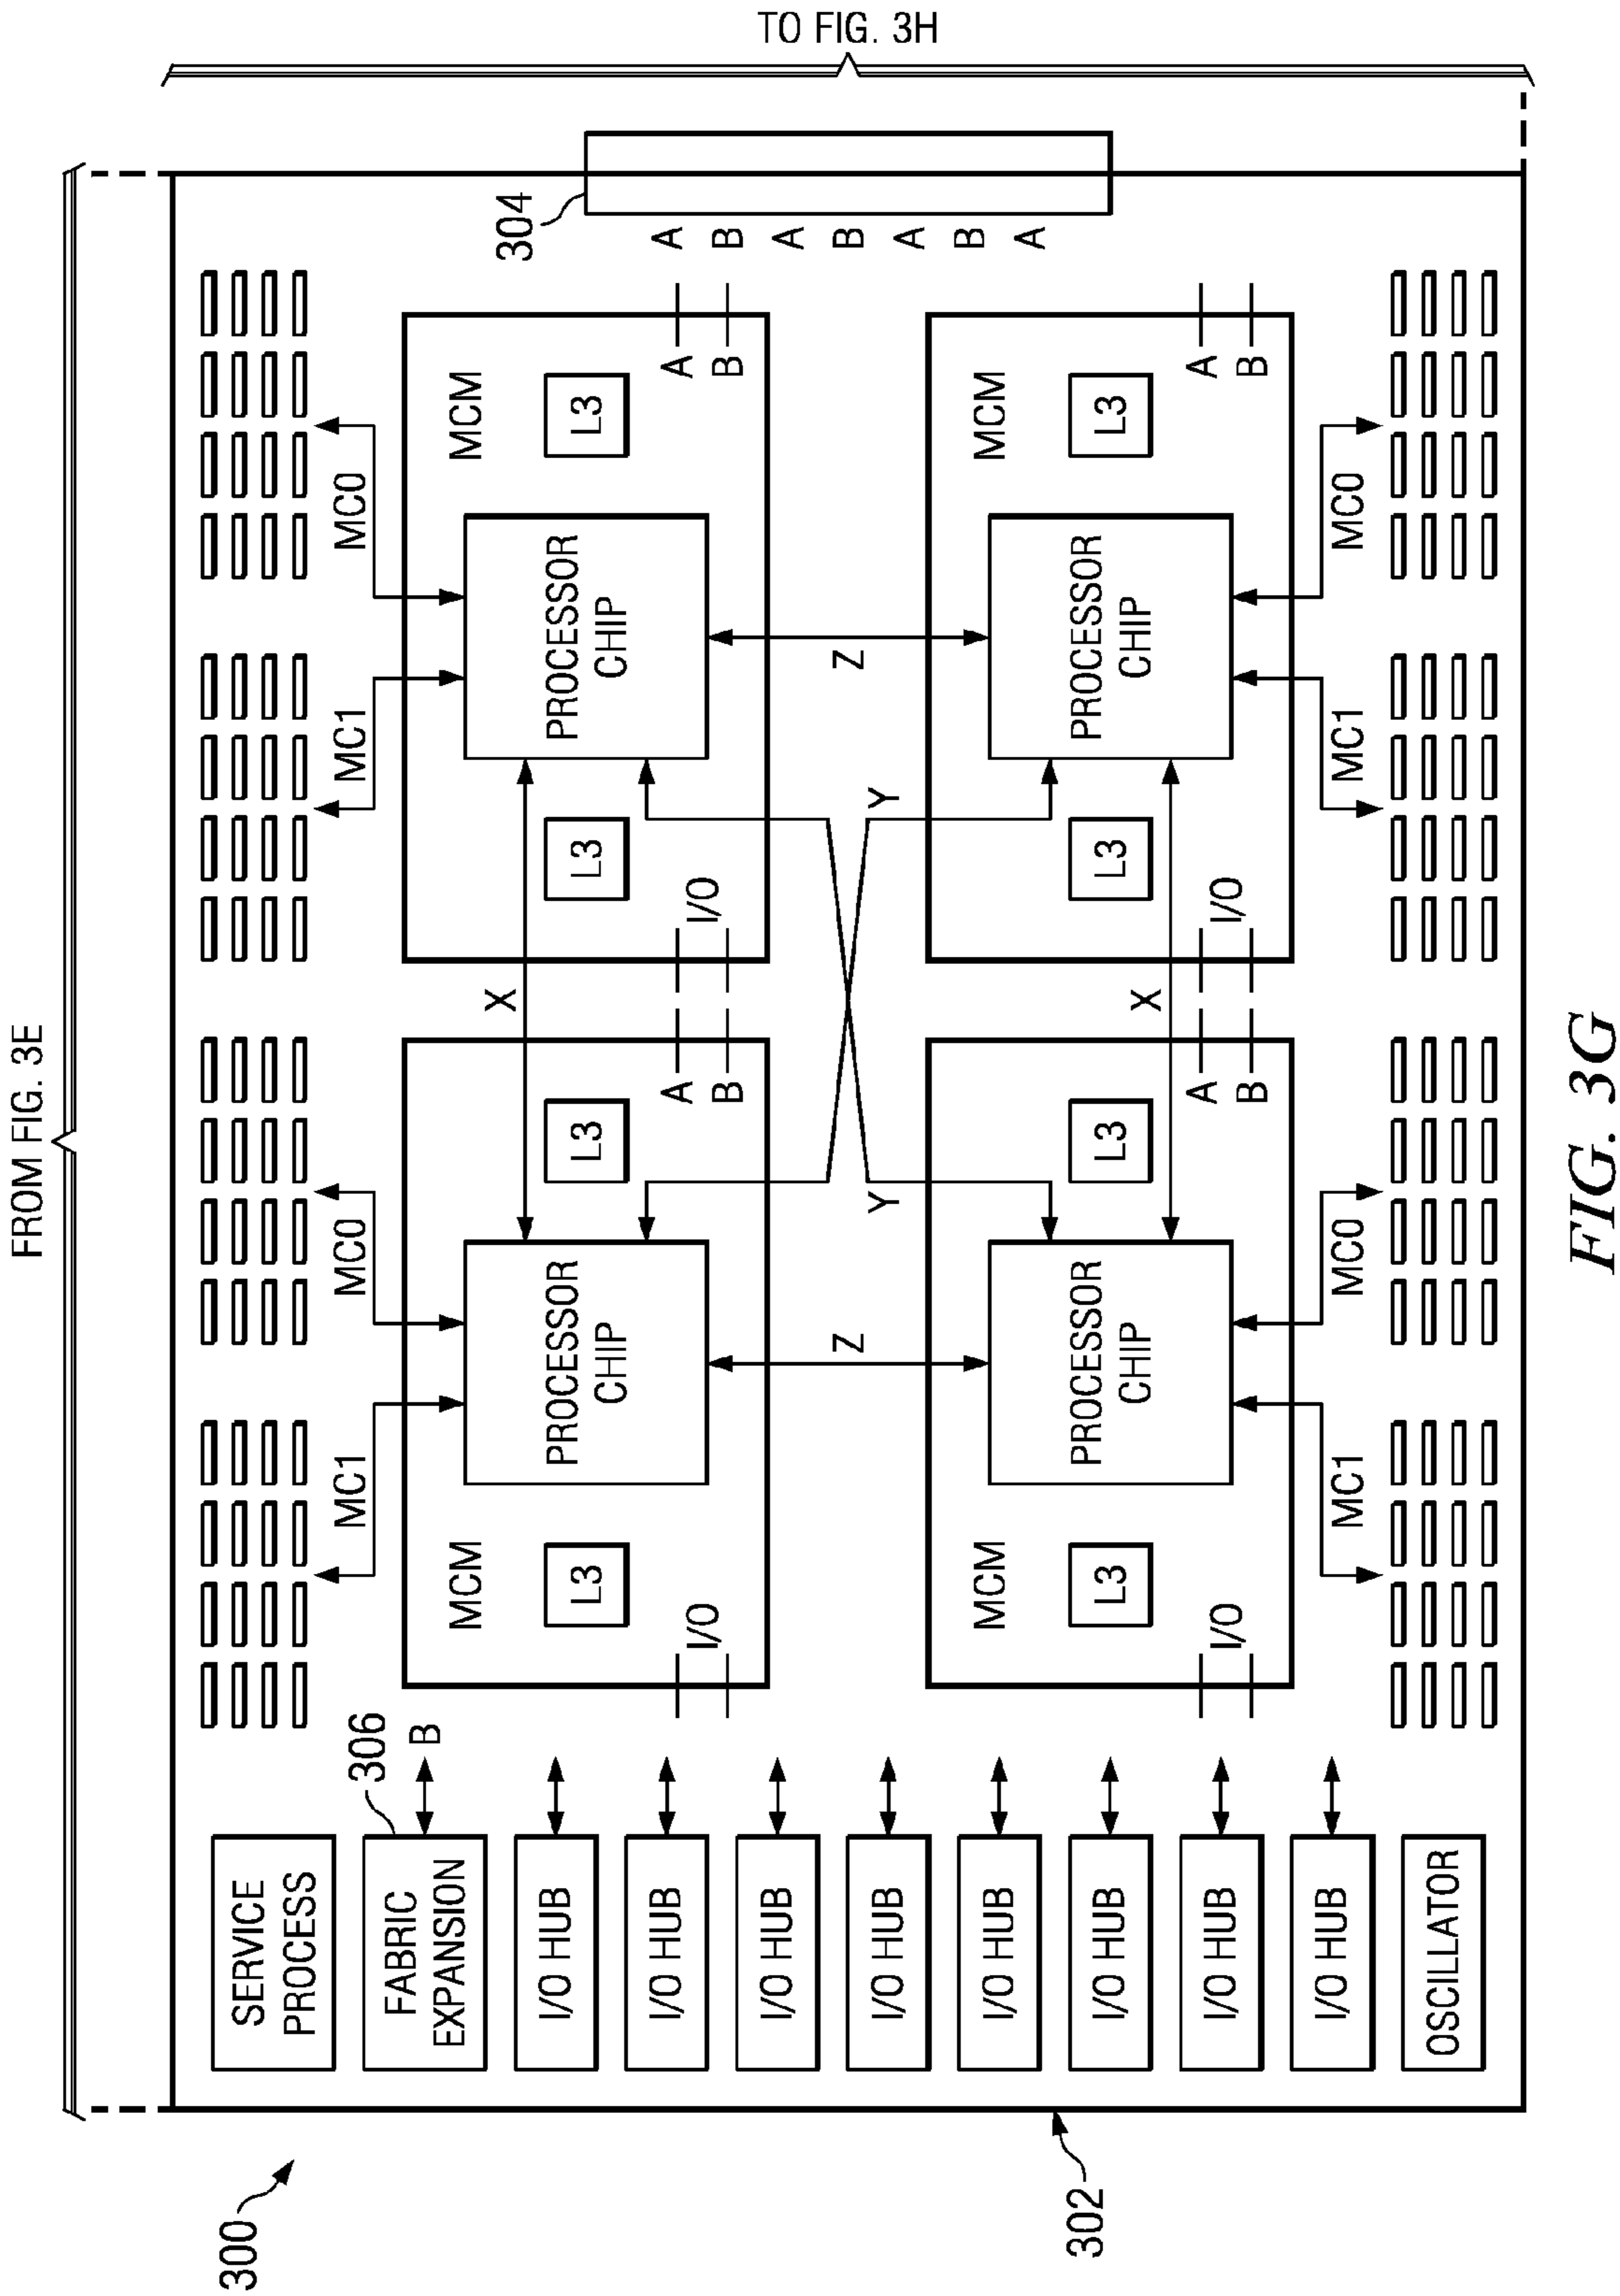 FROM FIG. 3E
300
SERVICE
PROCESS
MC1 MC0 MC1 MC0
306
FABRIC
EXPANSION
B
MCM
L3
PROCESSOR
CHIP
L3
I/O
A
B
X
MCM
L3
PROCESSOR
CHIP
L3
I/O
A
B
304
A
B
A
B
A
B
A
TO FIG. 3H
I/O HUB
I/O HUB
I/O HUB
I/O HUB
I/O HUB
I/O HUB
I/O HUB
I/O HUB
OSCILLATOR
Z
Z
Y
Y
MCM
L3
PROCESSOR
CHIP
L3
I/O
A
B
X
MCM
L3
PROCESSOR
CHIP
L3
I/O
A
B
MC1 MC0 MC1 MC0
302
FIG. 3G